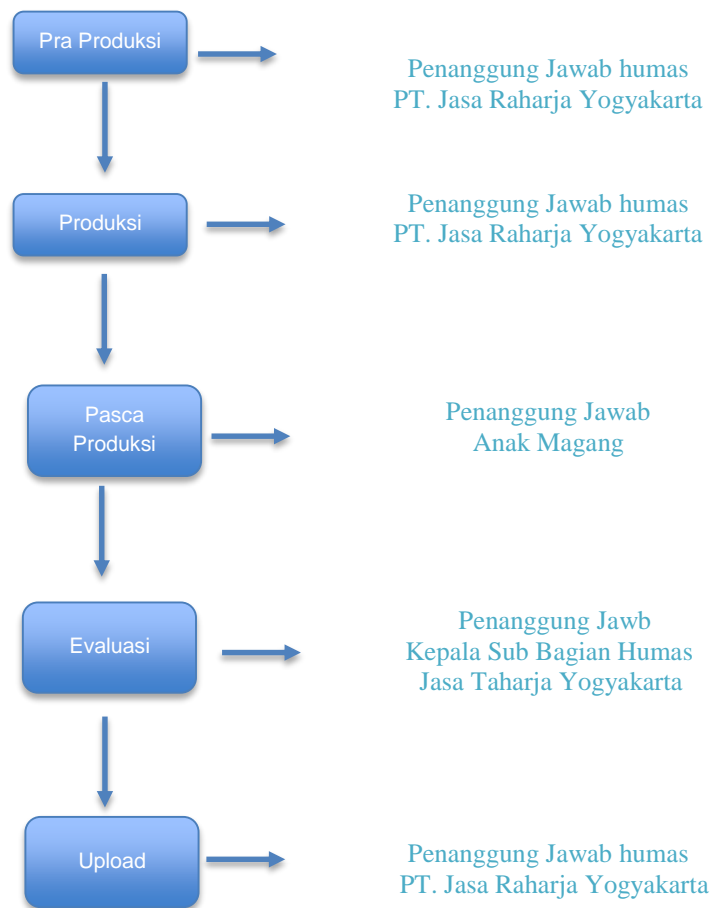 Pra Produksi
Penanggung Jawab humas
PT. Jasa Raharja Yogyakarta
Produksi
Penanggung Jawab humas
PT. Jasa Raharja Yogyakarta
Pasca
Produksi
Penanggung Jawab
Anak Magang
Evaluasi
Penanggung Jawb
Kepala Sub Bagian Humas
Jasa Taharja Yogyakarta
Upload
Penanggung Jawab humas
PT. Jasa Raharja Yogyakarta